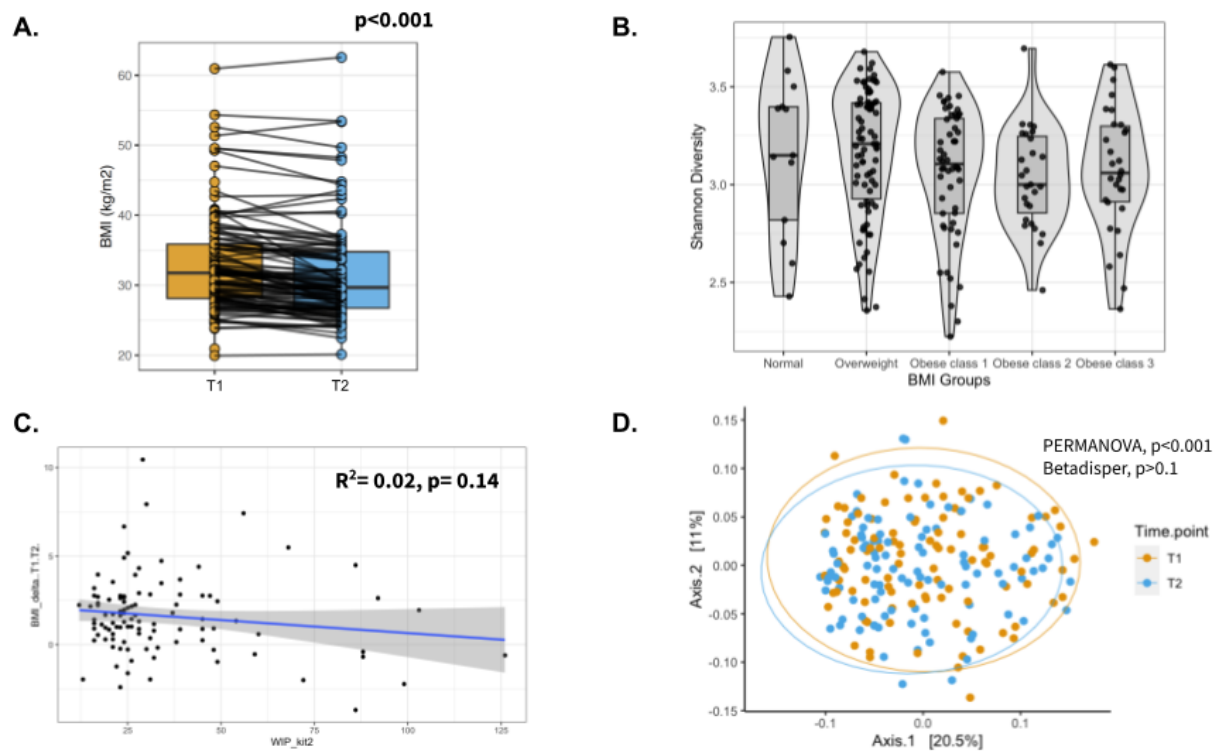 A.
p<0.001
BMI (kg/m2)
60
50
40
30
20
T1
T2
B.
Shannon Diversity
3.5
3.0
2.5
Normal
Overweight
Obese class 1
Obese class 2
Obese class 3
BMI Groups
C.
R²= 0.02, p= 0.14
BMI_delta..T1.T2.
10
5
0
25
50
75
100
125
WIP_kit2
D.
PERMANOVA, p<0.001
Betadisper, p>0.1
Axis.2 [11%]
0.15
0.10
0.05
0.00
-0.05
-0.10
-0.15
-0.1
0.0
0.1
Axis.1 [20.5%]
Time.point
T1
T2